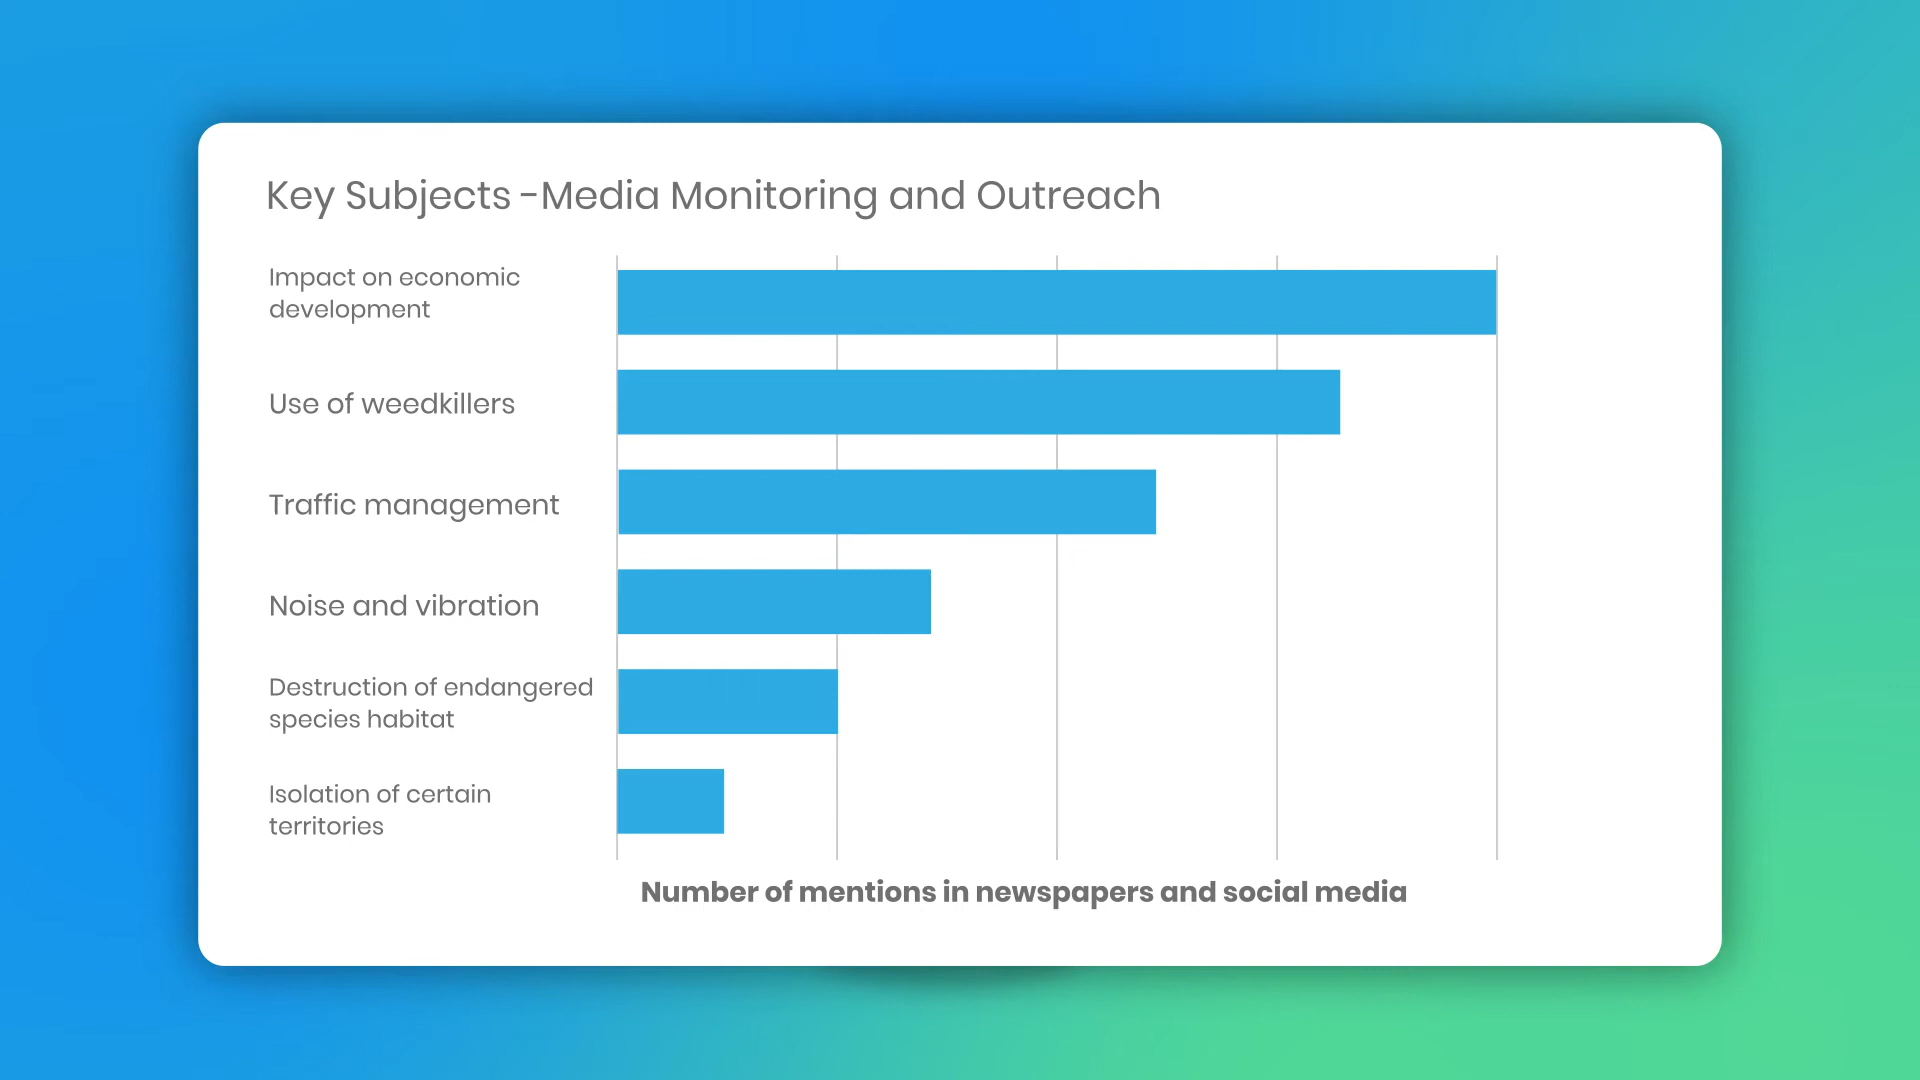 Key Subjects -Media Monitoring and Outreach
Impact on economic
development
Use of weedkillers
Traffic management
Noise and vibration
Destruction of endangered
species habitat
Isolation of certain
territories
Number of mentions in newspapers and social media